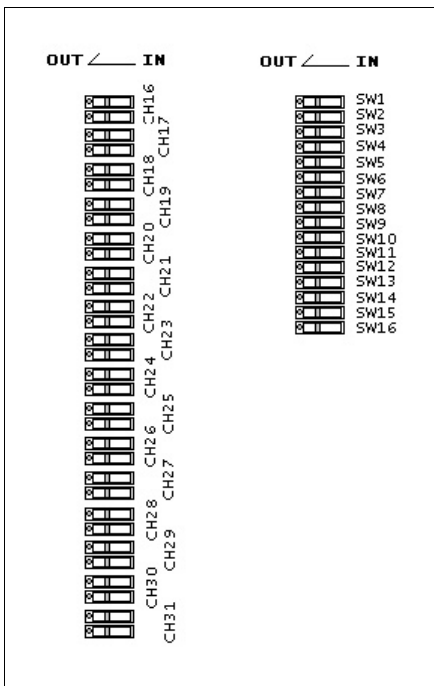 OUT IN
CH16
CH17
CH18
CH19
CH20
CH21
CH22
CH23
CH24
CH25
CH26
CH27
CH28
CH29
CH30
CH31
OUT IN
SW1
SW2
SW3
SW4
SW5
SW6
SW7
SW8
SW9
SW10
SW11
SW12
SW13
SW14
SW15
SW16